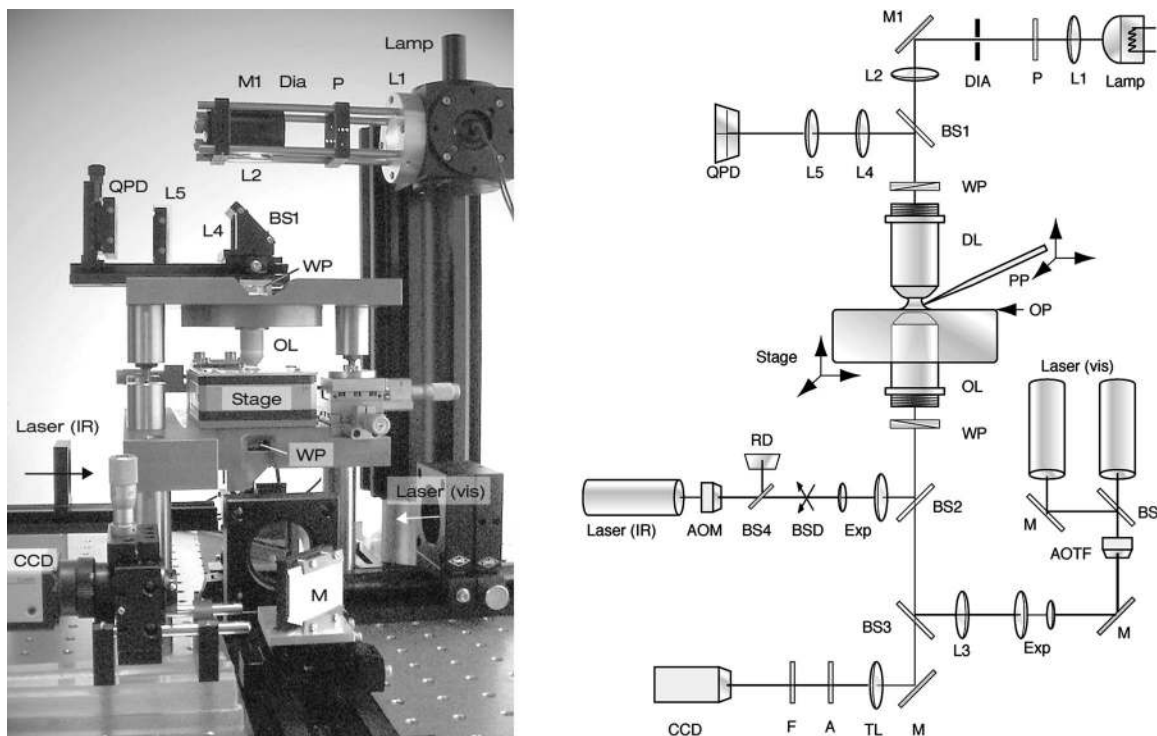 Lamp
M1 Dia P L1
L2
QPD L5
L4 BS1
WP
OL
Stage
Laser (IR)
WP
Laser (vis)
CCD
M
M1
L2 DIA P L1 Lamp
BS1
QPD L5 L4
WP
DL
PP
OP
Stage
Laser (vis)
OL
WP
RD
BS2
M BS
Laser (IR) AOM BS4 BSD Exp
AOTF
BS3
L3 Exp M
CCD F A TL M